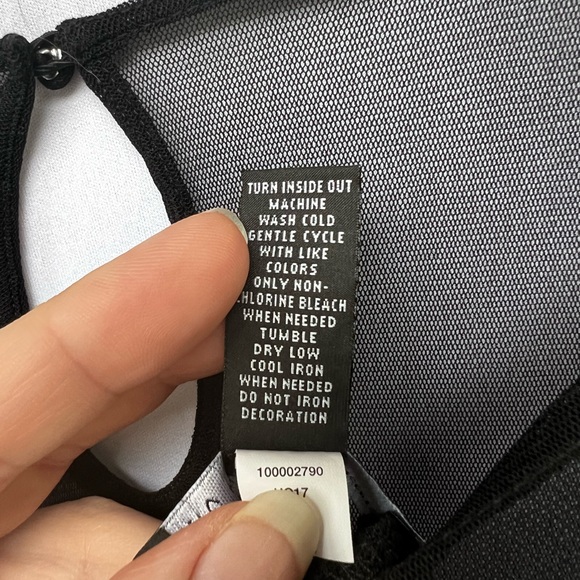 TURN INSIDE OUT
MACHINE
WASH COLD
GENTLE CYCLE
WITH LIKE
COLORS
ONLY NON-
CHLORINE BLEACH
WHEN NEEDED
TUMBLE
DRY LOW
COOL IRON
WHEN NEEDED
DO NOT IRON
DECORATION
100002790